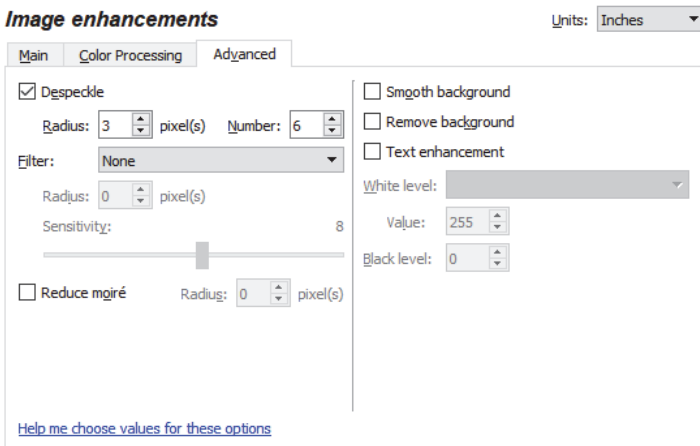 Image enhancements
Units: Inches
Main Color Processing Advanced
Despeckle
Radius: 3 pixel(s) Number: 6
Filter: None
Radius: 0 pixel(s)
Sensitivity: 8
Reduce moiré Radius: 0 pixel(s)
Smooth background
Remove background
Text enhancement
White level:
Value: 255
Black level: 0
Help me choose values for these options